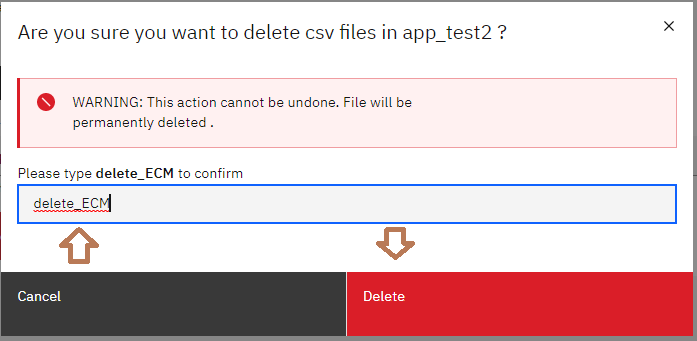 Are you sure you want to delete csv files in app_test2 ?
WARNING: This action cannot be undone. File will be
permanently deleted .
Please type delete_ECM to confirm
delete_ECM
Cancel
Delete